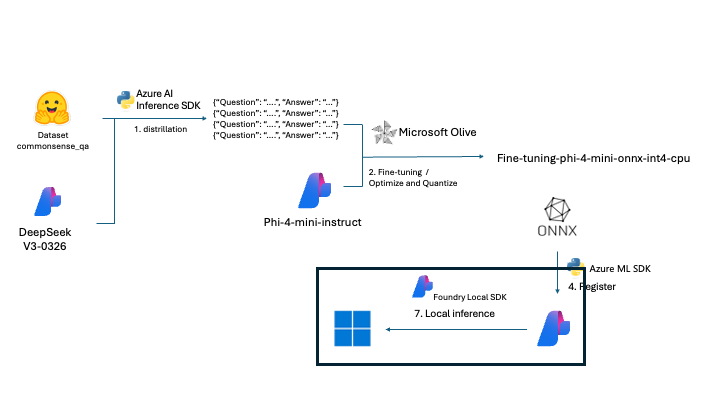 Azure AI
Inference SDK
Dataset
commonsense_qa
1. distrillation
{"Question": "....", "Answer": "..."}
{"Question": "....", "Answer": "..."}
{"Question": "....", "Answer": "..."}
{"Question": "....", "Answer": "..."}
Microsoft Olive
Fine-tuning-phi-4-mini-onnx-int4-cpu
2. Fine-tuning /
Optimize and Quantize
DeepSeek
V3-0326
Phi-4-mini-instruct
ONNX
Azure ML SDK
4. Register
Foundry Local SDK
7. Local inference